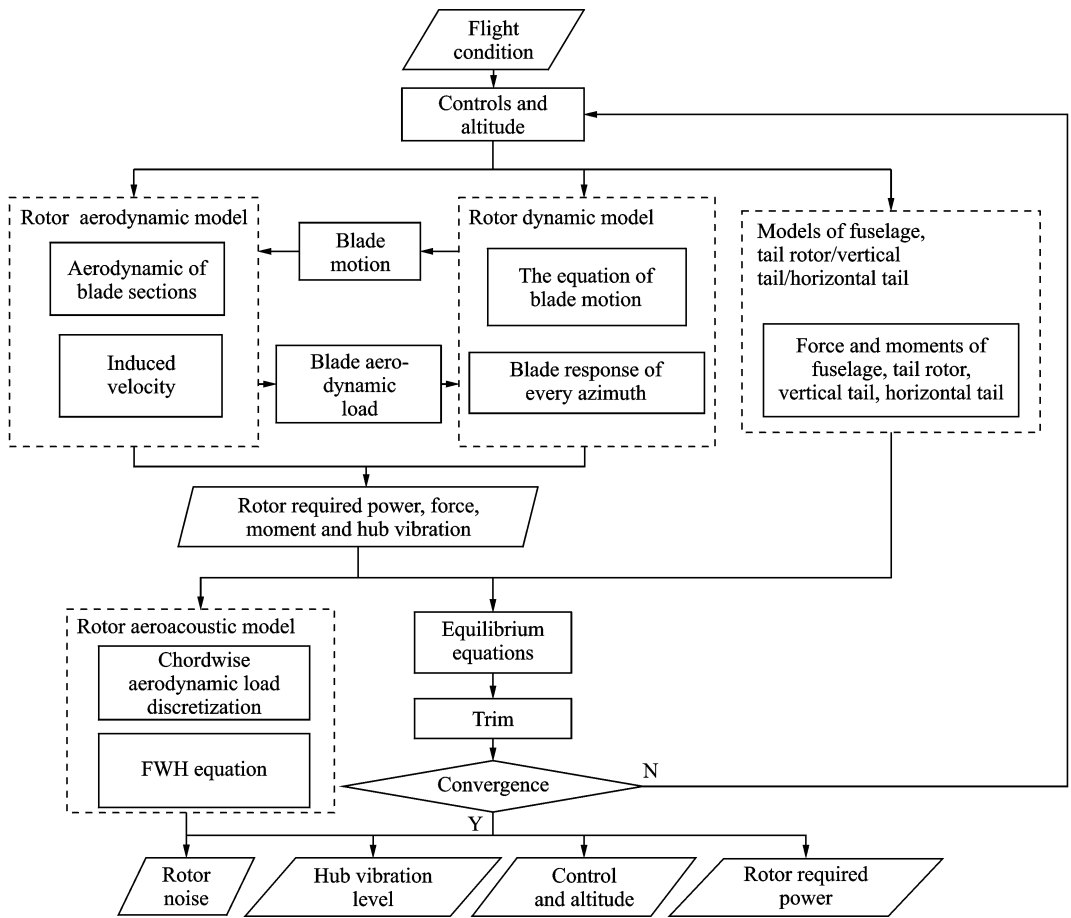 Flight
condition
Controls and
altitude
Rotor aerodynamic model
Aerodynamic of
blade sections
Induced
velocity
Blade
motion
Blade aero-
dynamic
load
Rotor dynamic model
The equation of
blade motion
Blade response of
every azimuth
Models of fuselage,
tail rotor/vertical
tail/horizontal tail
Force and moments of
fuselage, tail rotor,
vertical tail, horizontal tail
Rotor required power, force,
moment and hub vibration
Rotor aeroacoustic model
Chordwise
aerodynamic load
discretization
FWH equation
Equilibrium
equations
Trim
Convergence
N
Y
Rotor
noise
Hub vibration
level
Control
and altitude
Rotor required
power